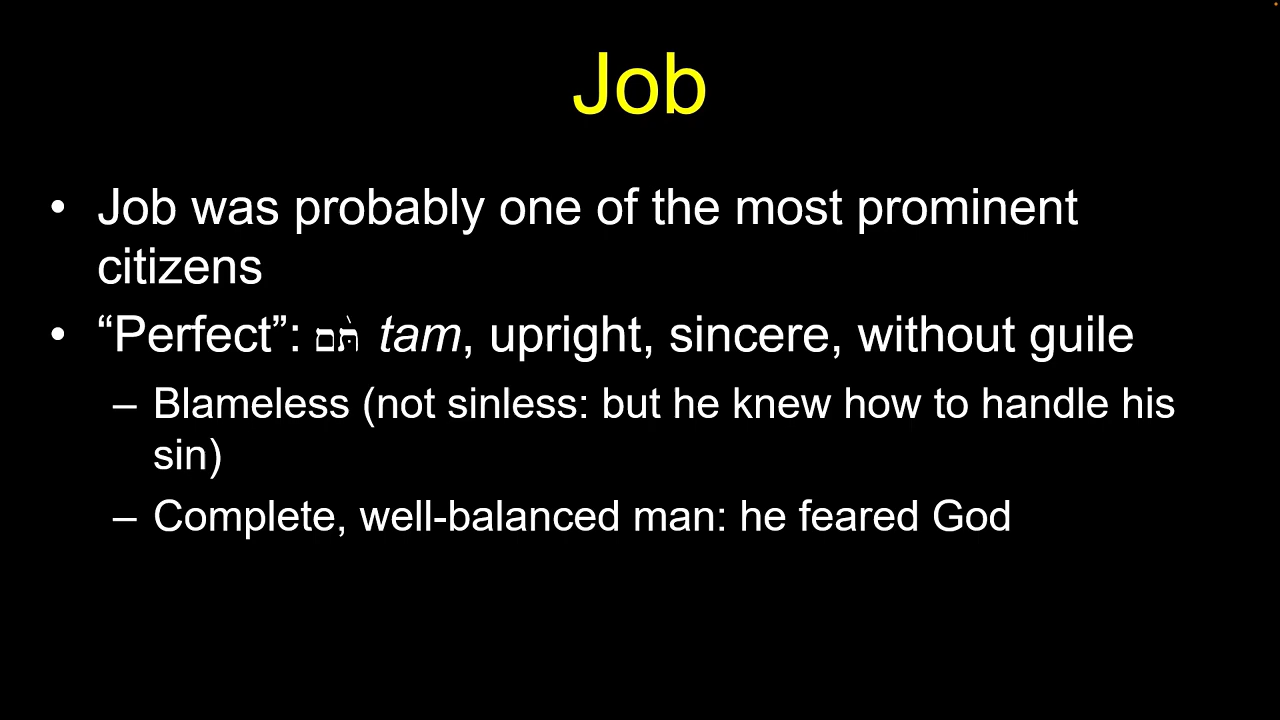 Job
• Job was probably one of the most prominent
citizens
• “Perfect”: תֹּם tam, upright, sincere, without guile
– Blameless (not sinless: but he knew how to handle his
sin)
– Complete, well-balanced man: he feared God